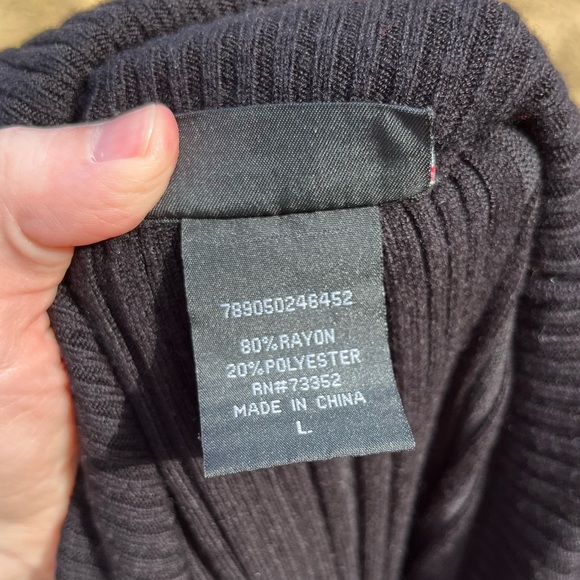 789050246452
80%RAYON
20%POLYESTER
RN#73352
MADE IN CHINA
L